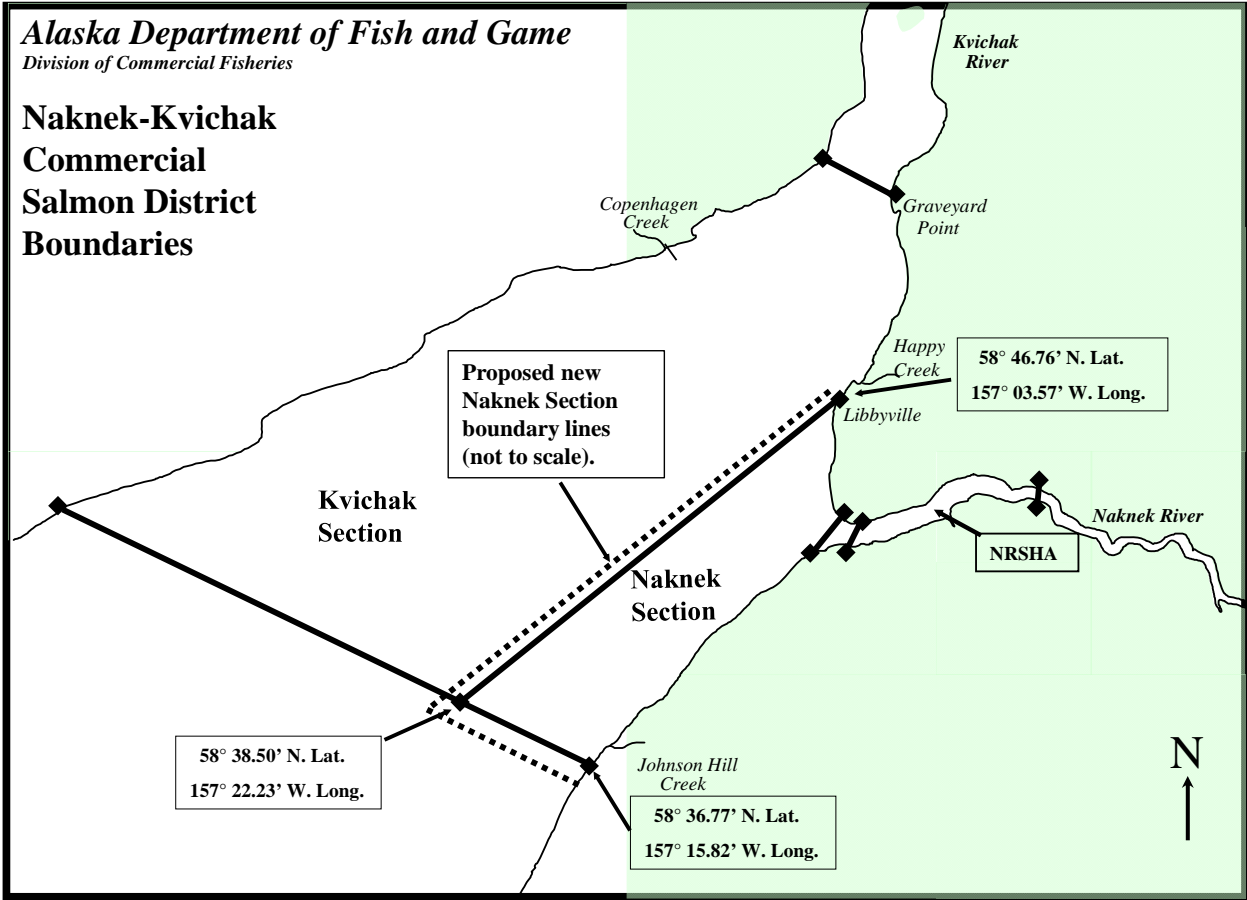 Alaska Department of Fish and Game
Division of Commercial Fisheries
Naknek-Kvichak
Commercial
Salmon District
Boundaries
Kvichak
River
Copenhagen
Creek
Graveyard
Point
Happy
Creek
58° 46.76’ N. Lat.
157° 03.57’ W. Long.
Libbyville
Proposed new
Naknek Section
boundary lines
(not to scale).
Kvichak
Section
Naknek River
NRSHA
Naknek
Section
58° 38.50’ N. Lat.
157° 22.23’ W. Long.
Johnson Hill
Creek
58° 36.77’ N. Lat.
157° 15.82’ W. Long.
N